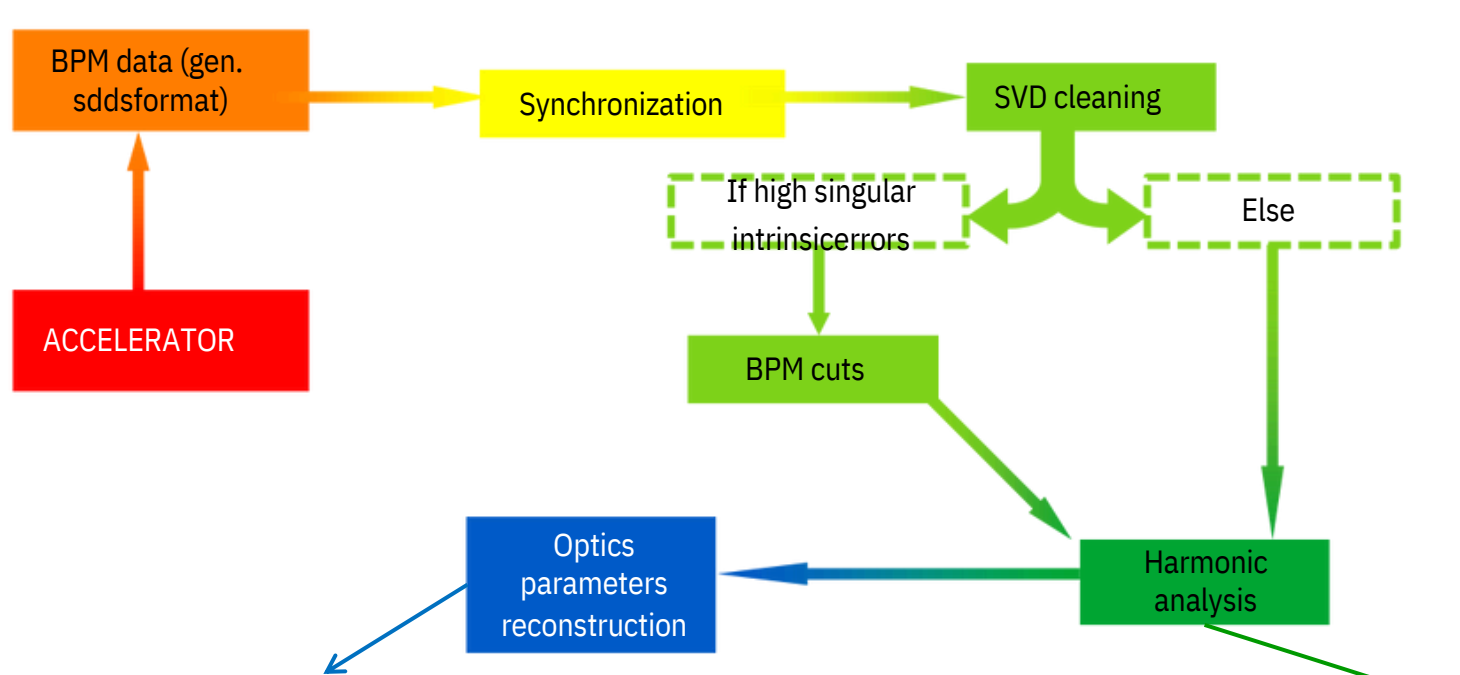 BPM data (gen.
sddsformat)
Synchronization
SVD cleaning
If high singular
intrinsicerrors
Else
ACCELERATOR
BPM cuts
Optics
parameters
reconstruction
Harmonic
analysis